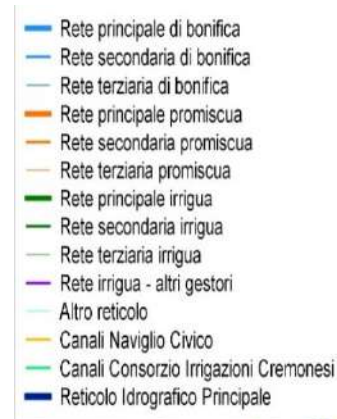 Rete principale di bonifica
Rete secondaria di bonifica
Rete terziaria di bonifica
Rete principale promiscua
Rete secondaria promiscua
Rete terziaria promiscua
Rete principale irrigua
Rete secondaria irrigua
Rete terziaria irrigua
Rete irrigua - altri gestori
Altro reticolo
Canali Naviglio Civico
Canali Consorzio Irrigazioni Cremonesi
Reticolo Idrografico Principale